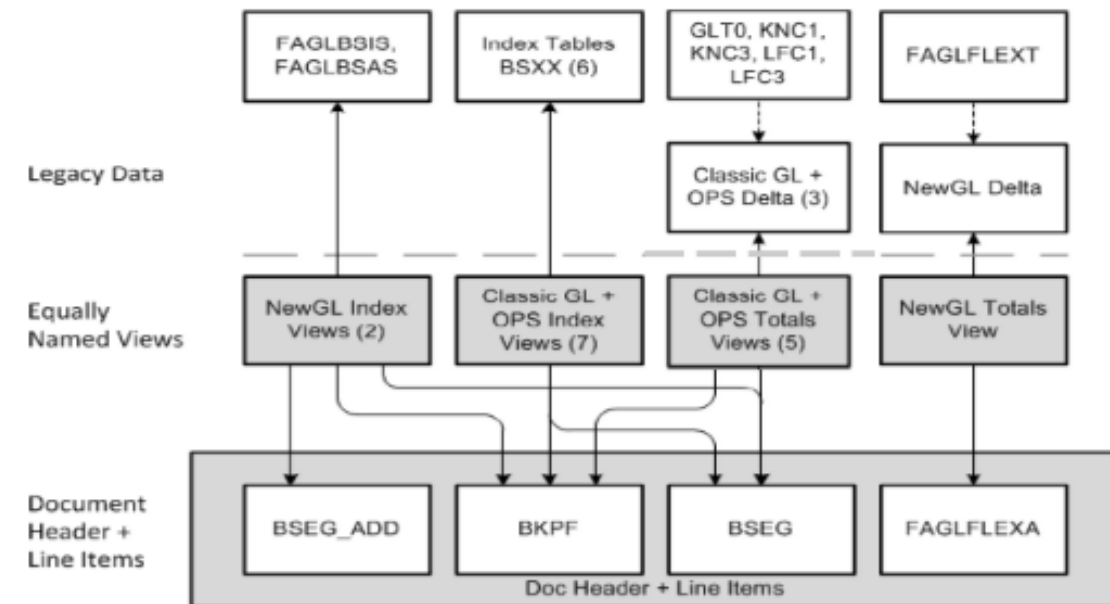 FAGLBSIS,
FAGLBSAS
Index Tables
BSXX (6)
GLT0, KNC1,
KNC3, LFC1,
LFC3
FAGLFLEXT
Legacy Data
Classic GL +
OPS Delta (3)
NewGL Delta
Equally
Named Views
NewGL Index
Views (2)
Classic GL +
OPS Index
Views (7)
Classic GL +
OPS Totals
Views (5)
NewGL Totals
View
Document
Header +
Line Items
BSEG_ADD
BKPF
BSEG
FAGLFLEXA
Doc Header + Line Items